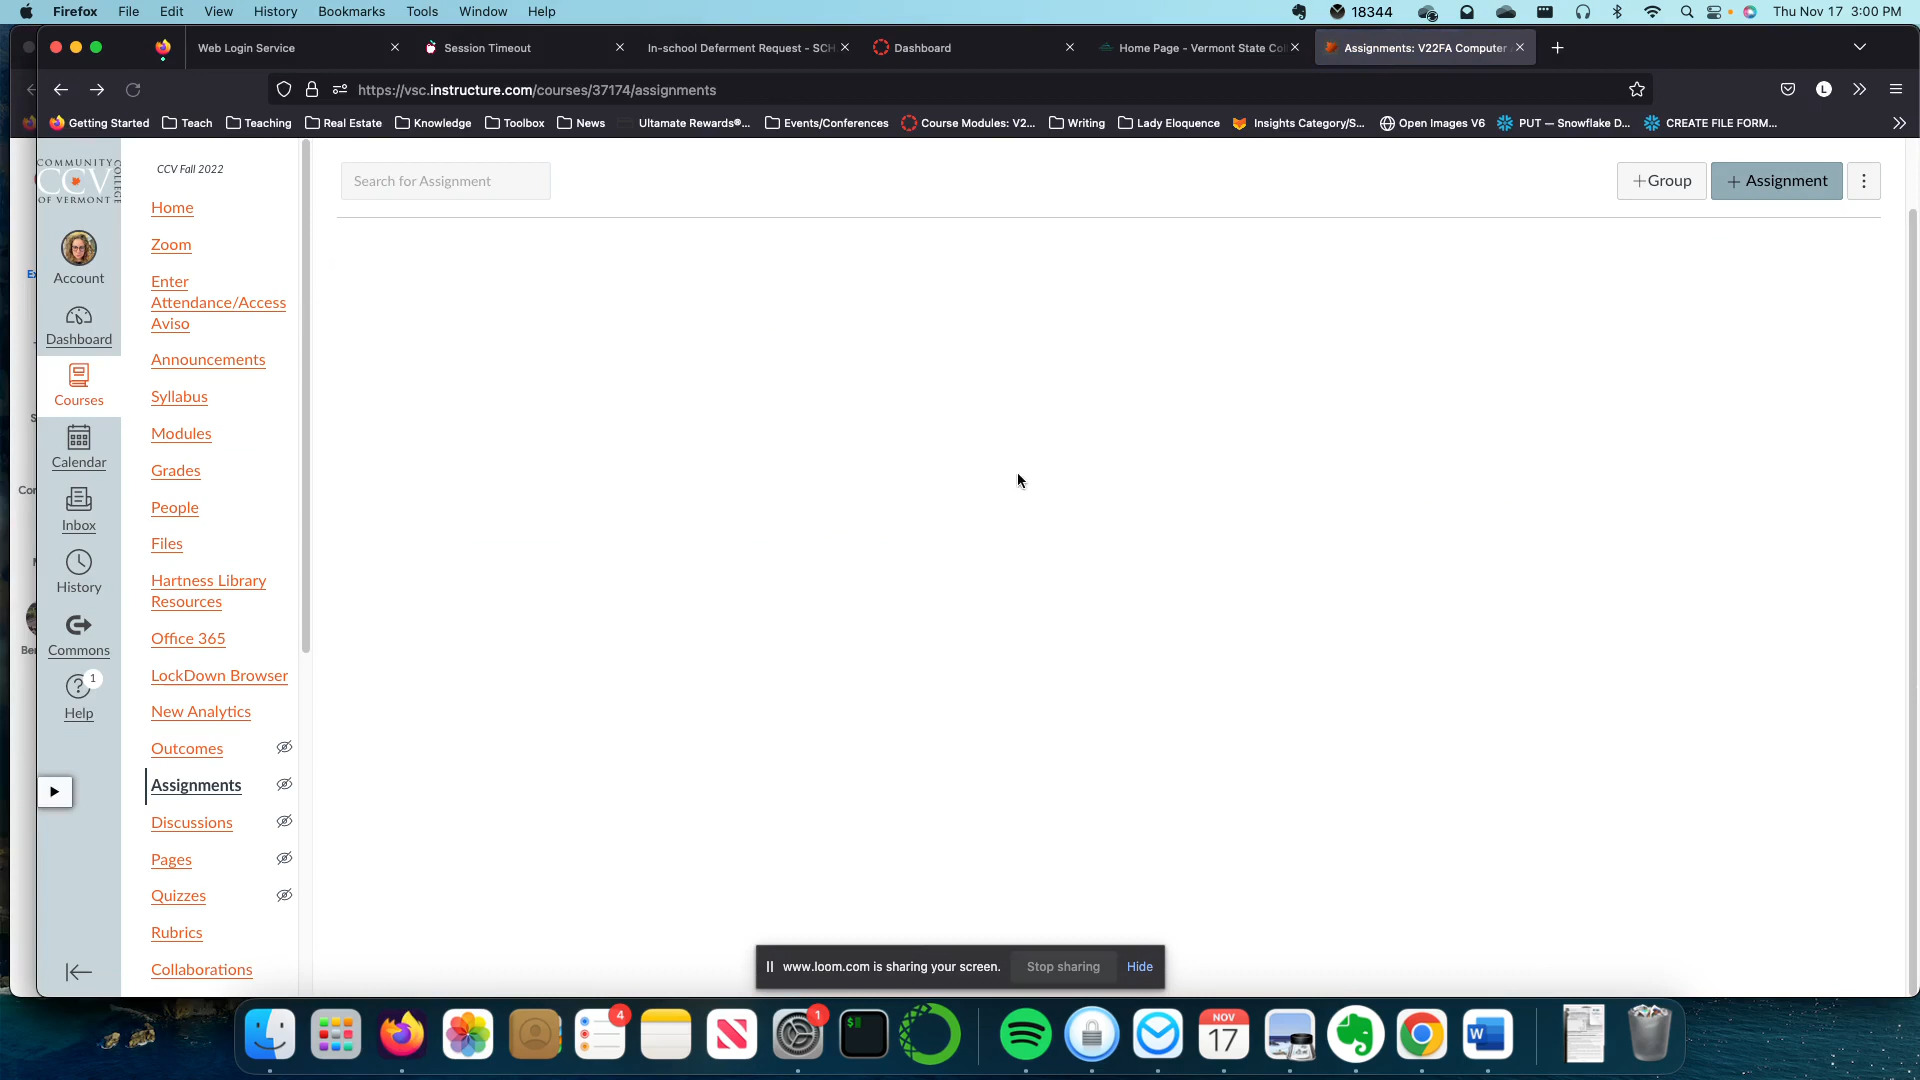 Firefox File Edit View History Bookmarks Tools Window Help 18344 Thu Nov 17 3:00 PM
Web Login Service Session Timeout In-school Deferment Request - SCH Dashboard Home Page - Vermont State Col Assignments: V22FA Computer
https://vsc.instructure.com/courses/37174/assignments L
Getting Started Teach Teaching Real Estate Knowledge Toolbox News Ultamate Rewards®... Events/Conferences Course Modules: V2... Writing Lady Eloquence Insights Category/S... Open Images V6 PUT — Snowflake D... CREATE FILE FORM...
COMMUNITY COLLEGE
CCV
OF VERMONT
Account
Dashboard
Courses
Calendar
Inbox
History
Commons
1
Help
CCV Fall 2022
Home
Zoom
Enter
Attendance/Access
Aviso
Announcements
Syllabus
Modules
Grades
People
Files
Hartness Library
Resources
Office 365
LockDown Browser
New Analytics
Outcomes
Assignments
Discussions
Pages
Quizzes
Rubrics
Collaborations
Search for Assignment
+Group
+ Assignment
www.loom.com is sharing your screen. Stop sharing Hide
4
1
$
NOV
17
W